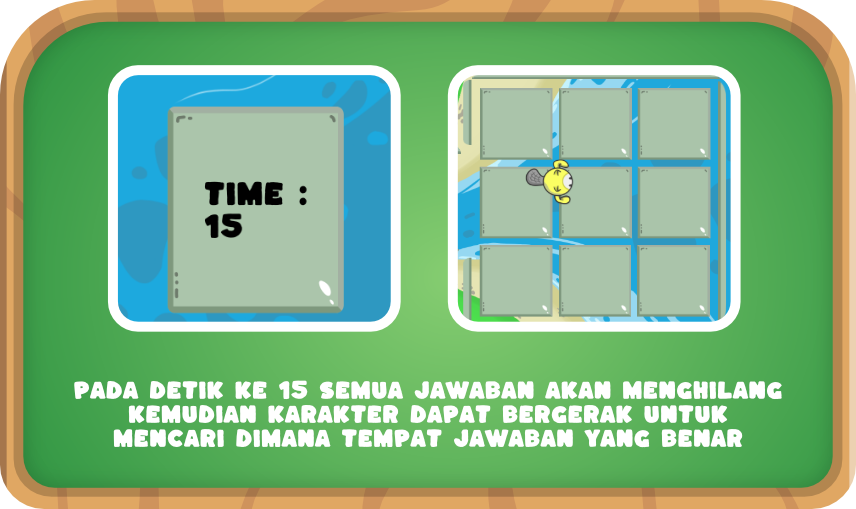 TIME :
15
PADA DETIK KE 15 SEMUA JAWABAN AKAN MENGHILANG
KEMUDIAN KARAKTER DAPAT BERGERAK UNTUK
MENCARI DIMANA TEMPAT JAWABAN YANG BENAR